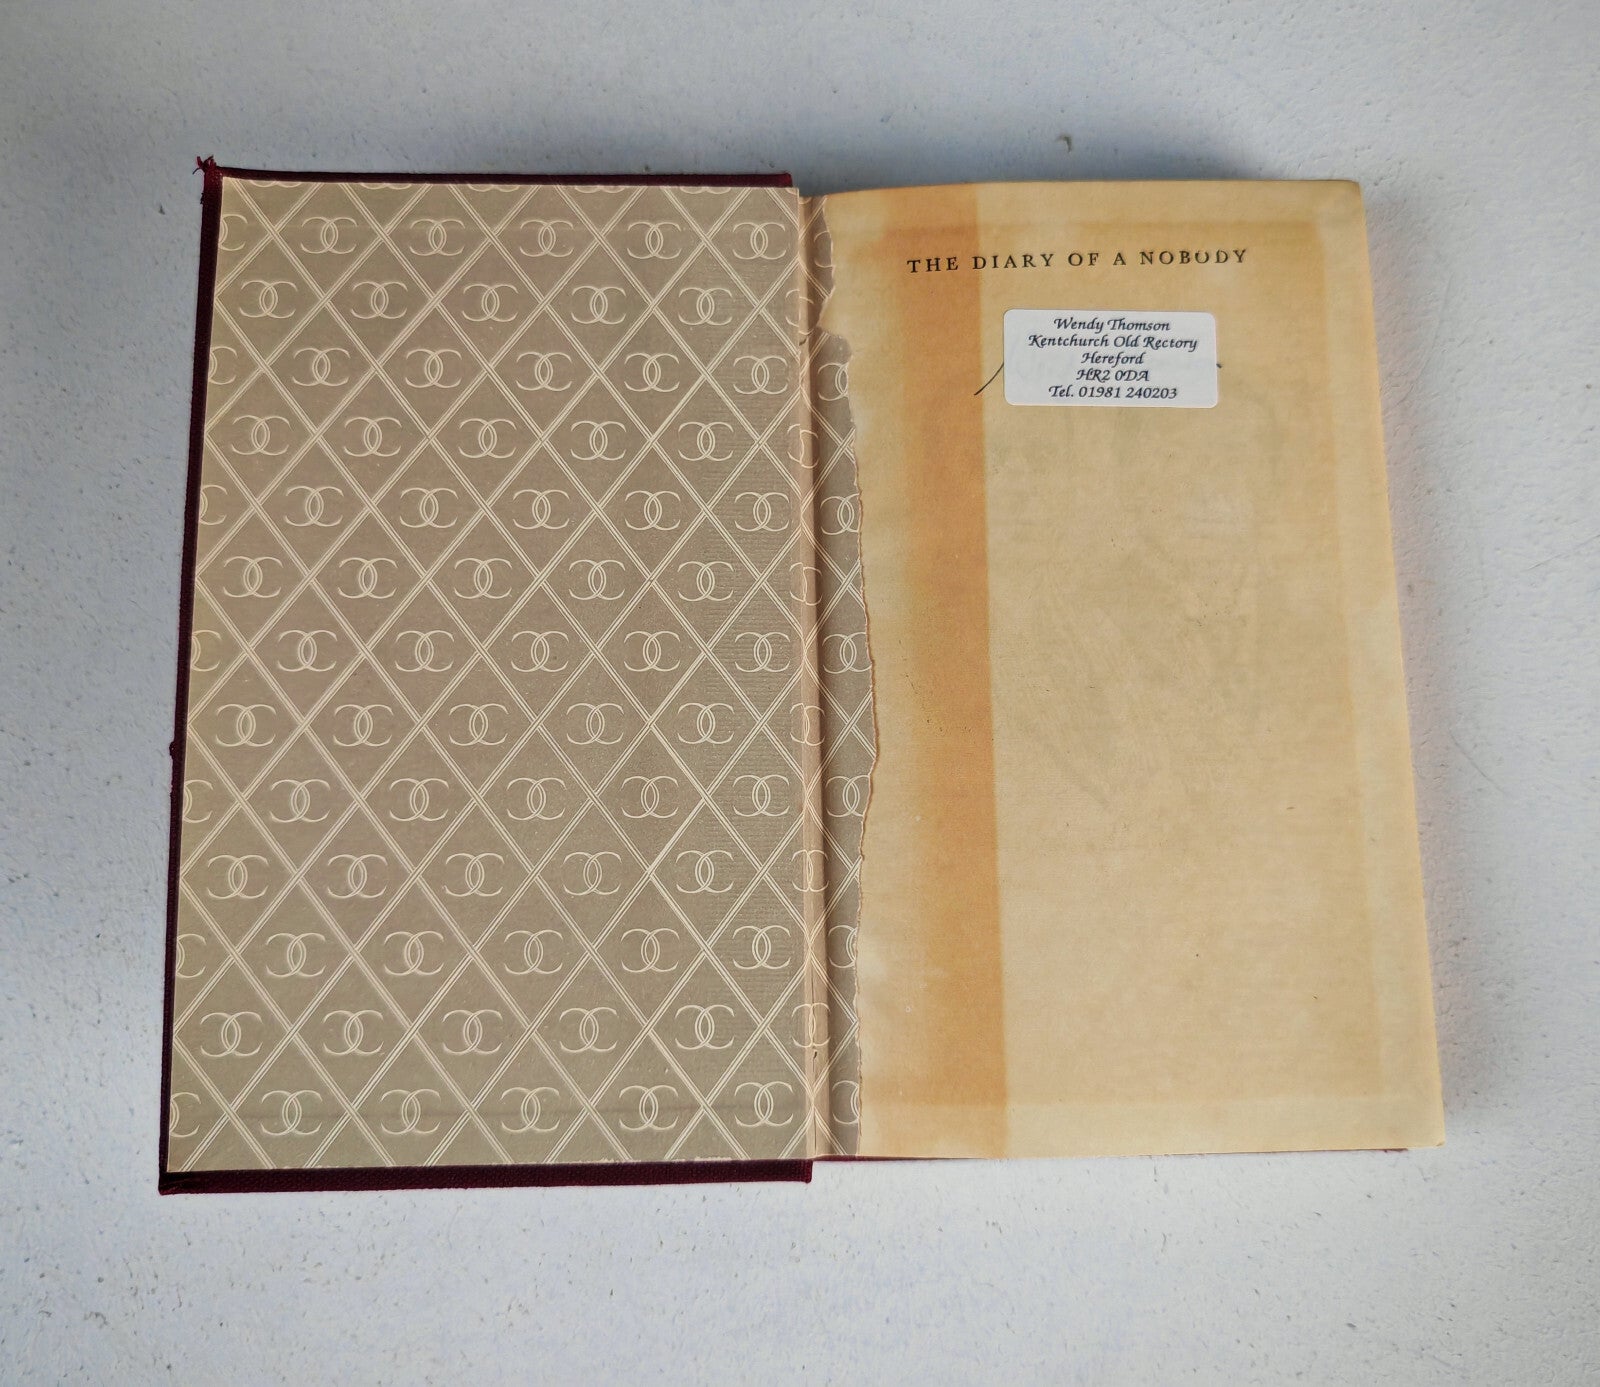 THE DIARY OF A NOBODY
Wendy Thomson
Kentchurch Old Rectory
Hereford
HR2 0DA
Tel. 01981 240203